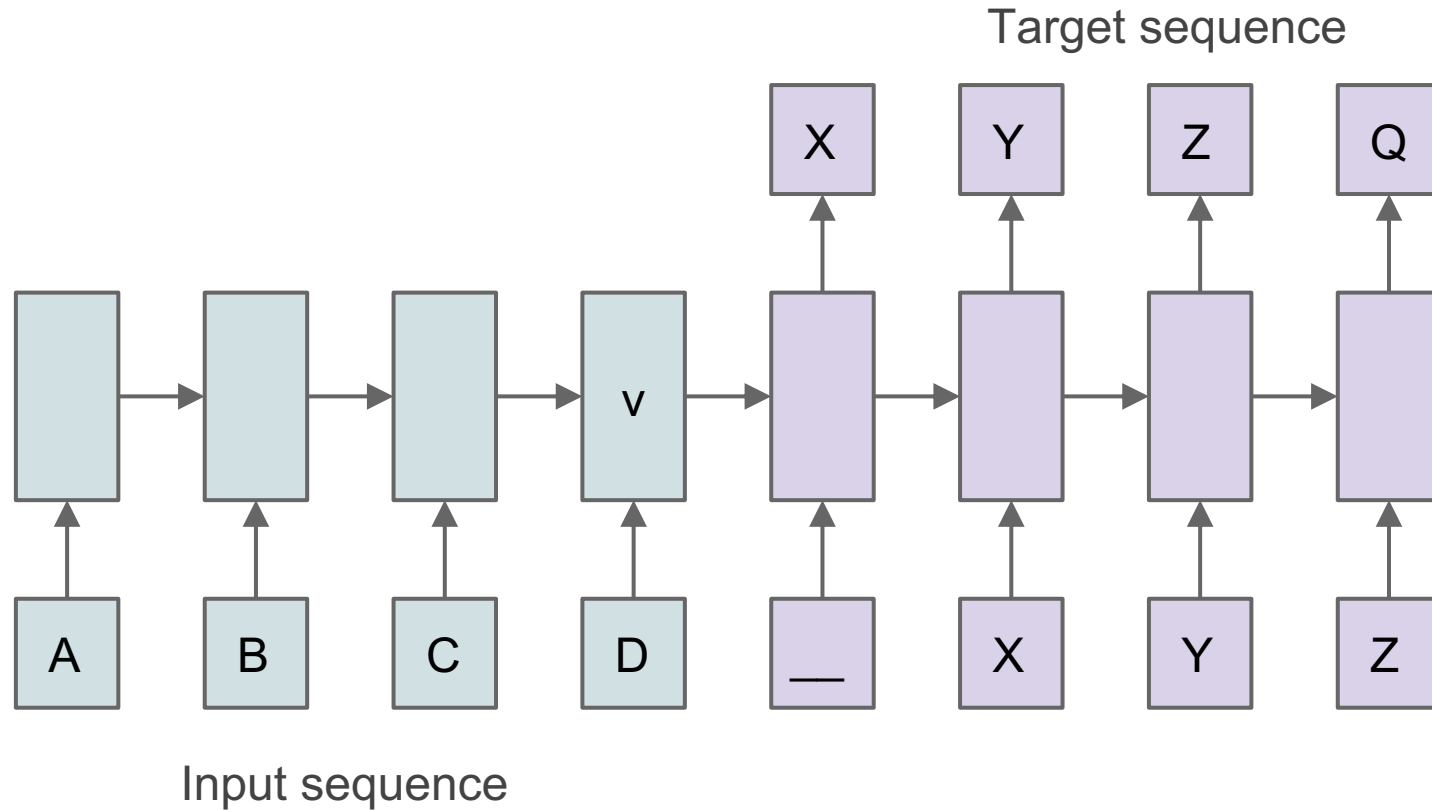 Target sequence
X Y Z Q
v
A B C D __ X Y Z
Input sequence